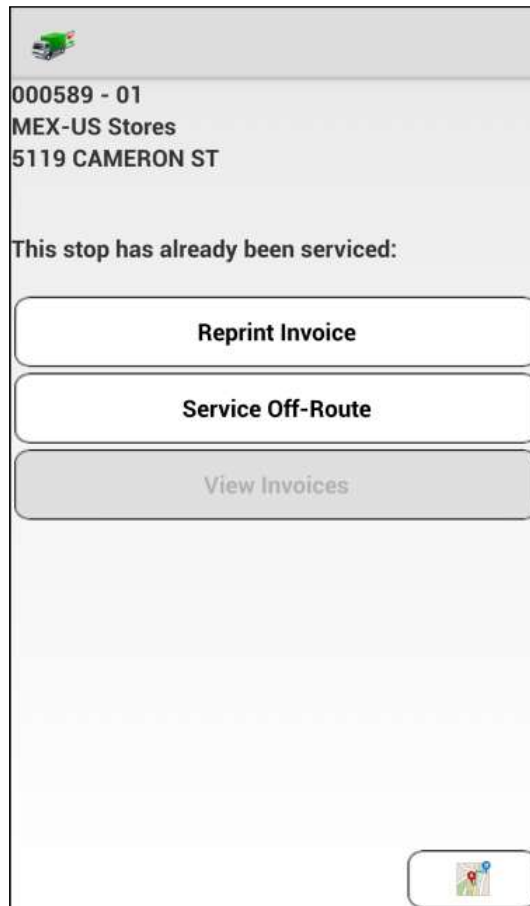 000589 - 01
MEX-US Stores
5119 CAMERON ST
This stop has already been serviced:
Reprint Invoice
Service Off-Route
View Invoices